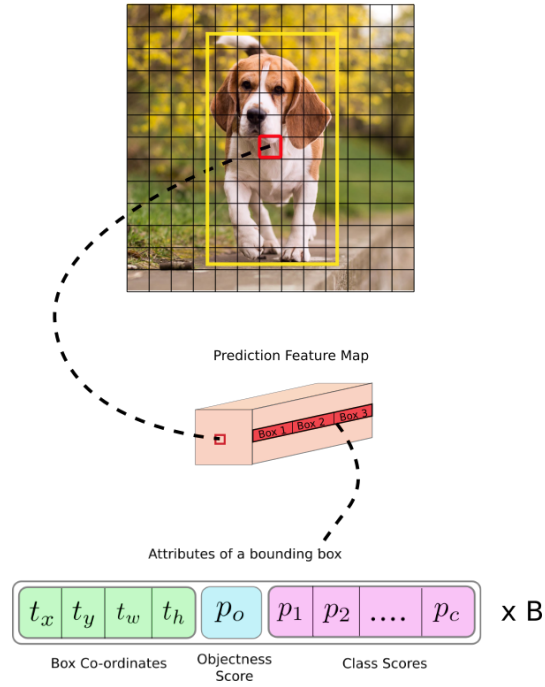 Prediction Feature Map
Box 1 Box 2 Box 3
Attributes of a bounding box
t_x t_y t_w t_h p_o p_1 p_2 .... p_c x B
Box Co-ordinates
Objectness
Score
Class Scores